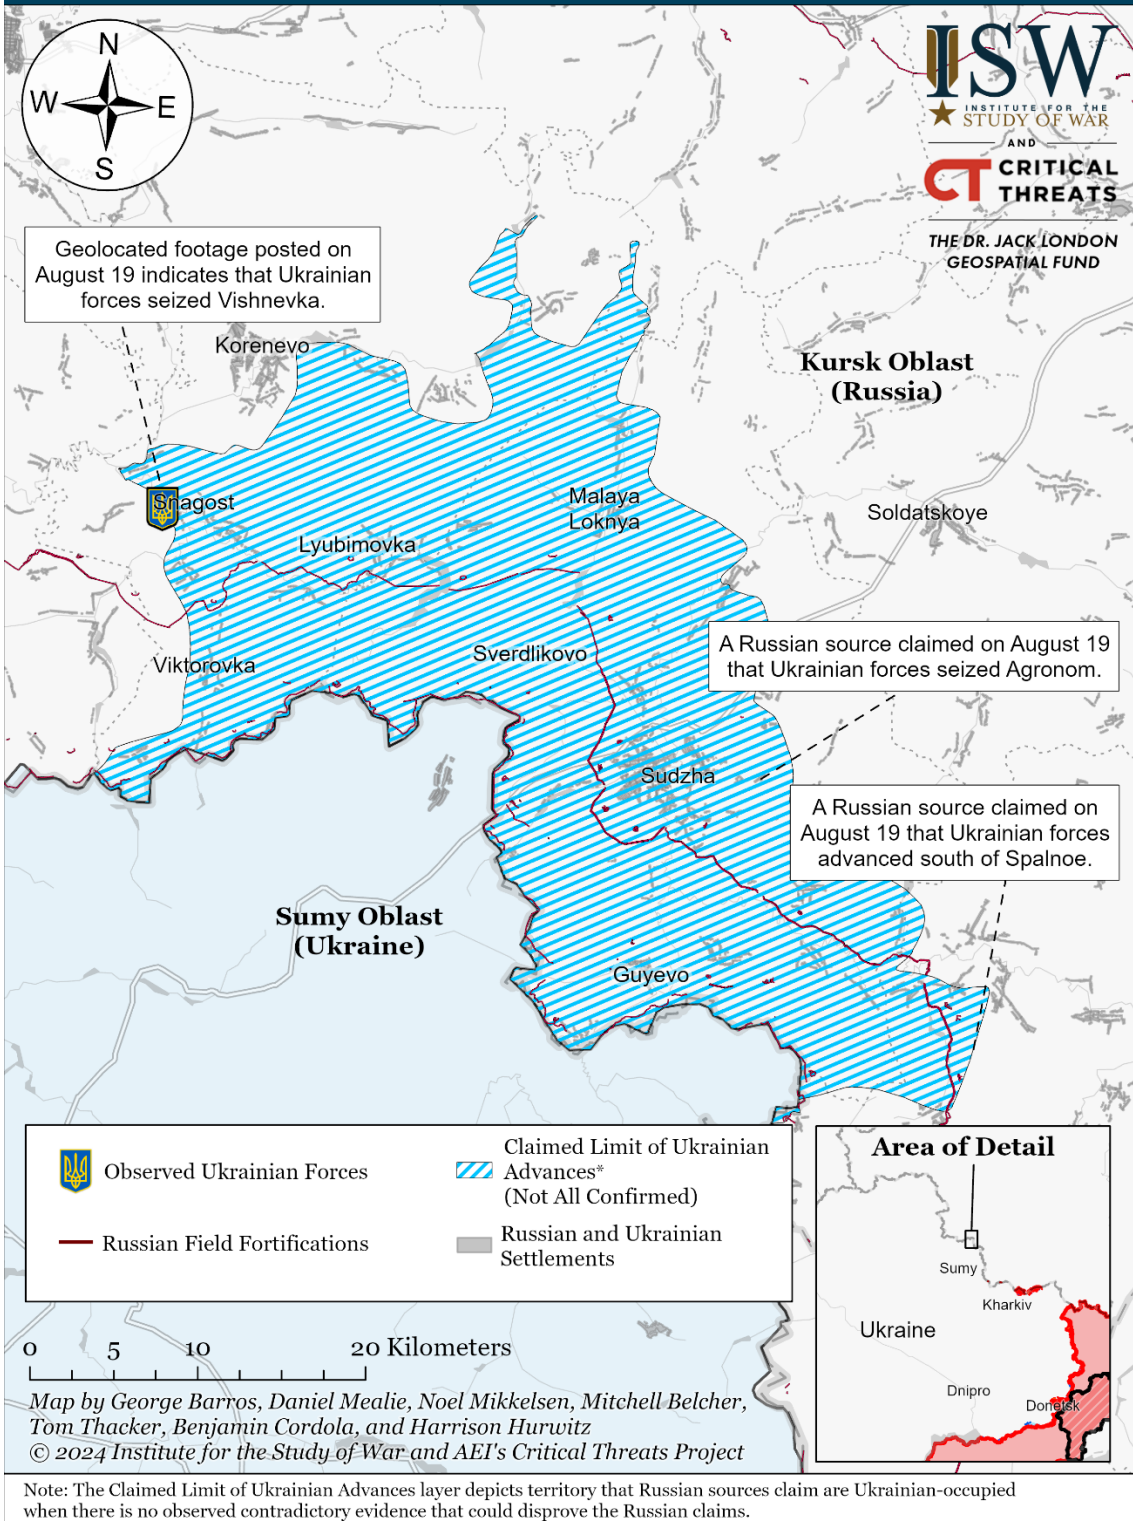 N
W
E
S
ISW
INSTITUTE FOR THE
STUDY OF WAR
AND
CT CRITICAL
THREATS
THE DR. JACK LONDON
GEOSPATIAL FUND
Geolocated footage posted on
August 19 indicates that Ukrainian
forces seized Vishnevka.
Korenevo
Kursk Oblast
(Russia)
Snagost
Malaya
Loknya
Soldatskoye
Lyubimovka
A Russian source claimed on August 19
that Ukrainian forces seized Agronom.
Sverdlikovo
Viktorovka
Sudzha
A Russian source claimed on
August 19 that Ukrainian forces
advanced south of Spalnoe.
Sumy Oblast
(Ukraine)
Guyevo
Observed Ukrainian Forces
Claimed Limit of Ukrainian
Advances*
(Not All Confirmed)
Russian Field Fortifications
Russian and Ukrainian
Settlements
Area of Detail
Sumy
Kharkiv
Ukraine
Dnipro
Donetsk
0 5 10 20 Kilometers
Map by George Barros, Daniel Mealie, Noel Mikkelsen, Mitchell Belcher,
Tom Thacker, Benjamin Cordola, and Harrison Hurwitz
© 2024 Institute for the Study of War and AEI's Critical Threats Project
Note: The Claimed Limit of Ukrainian Advances layer depicts territory that Russian sources claim are Ukrainian-occupied
when there is no observed contradictory evidence that could disprove the Russian claims.